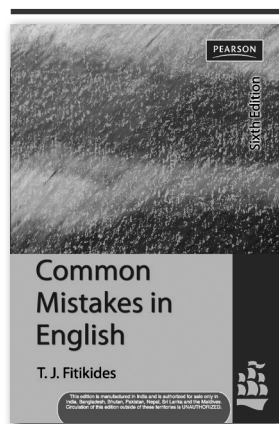 PEARSON
Sixth Edition
Common
Mistakes in
English
T. J. Fitikides
This edition is manufactured in India and is authorized for sale only in
India, Bangladesh, Bhutan, Pakistan, Nepal, Sri Lanka and the Maldives.
Circulation of this edition outside of these territories is UNAUTHORIZED.